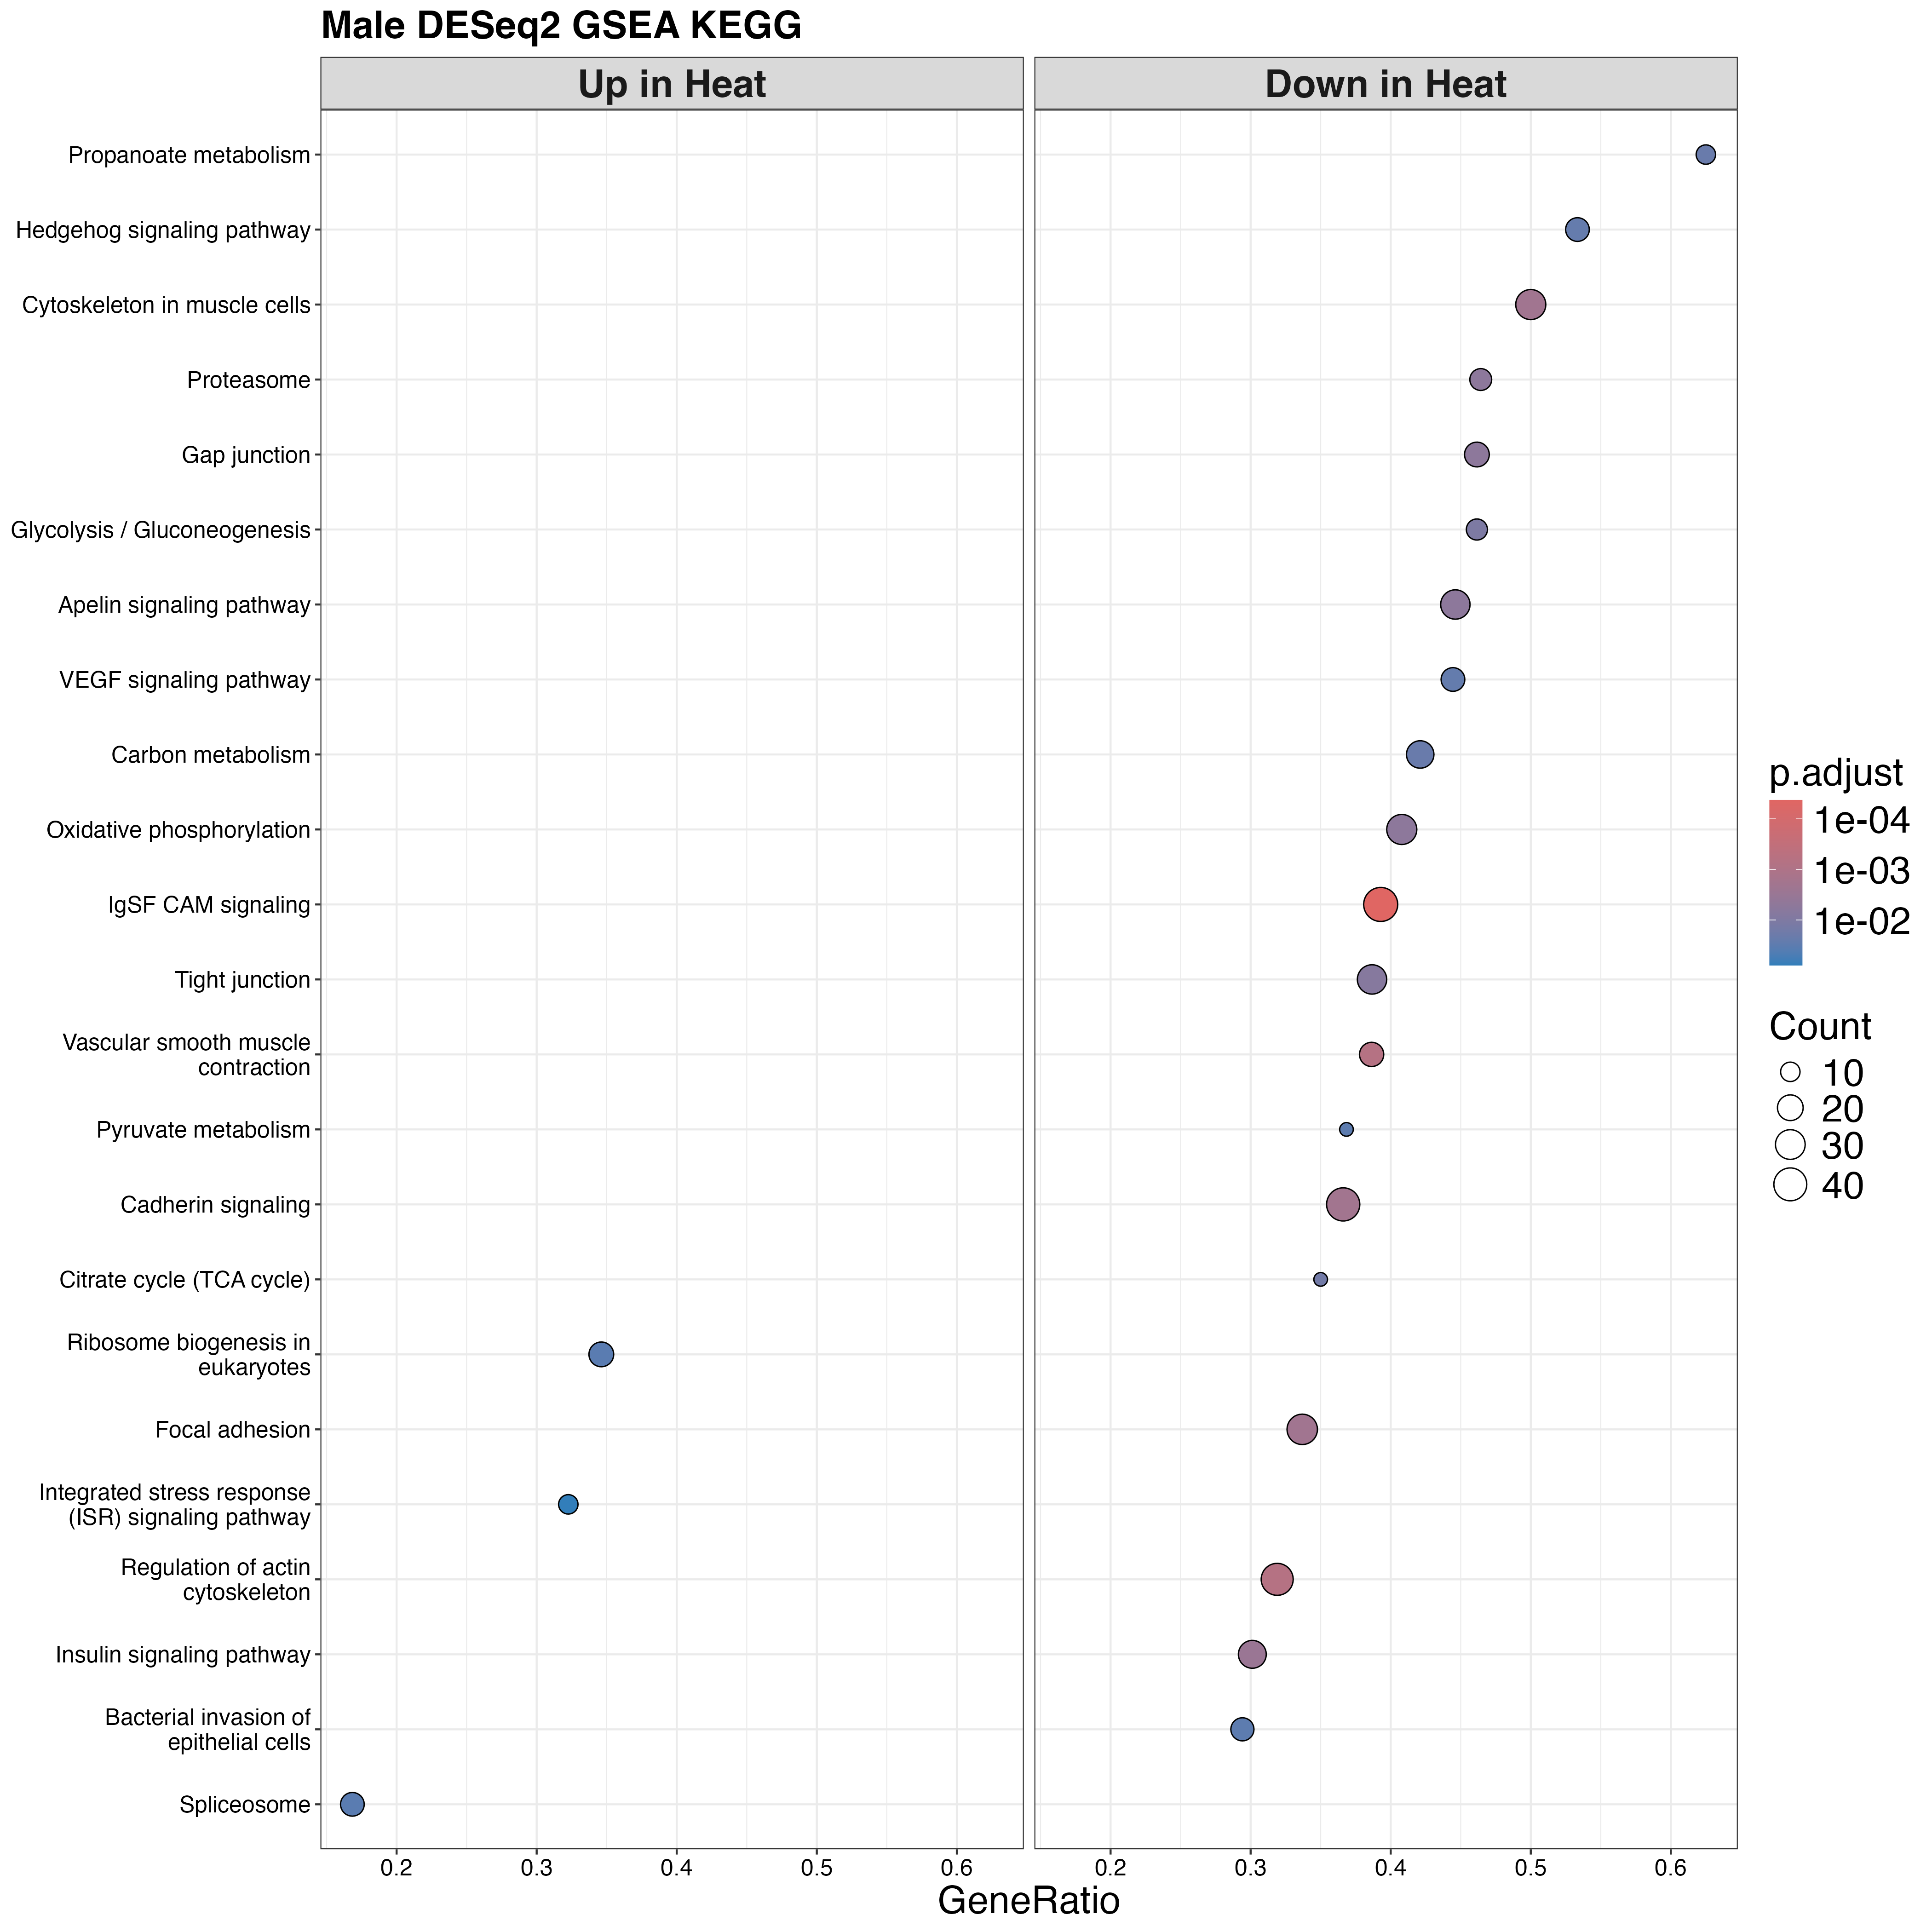 Male DESeq2 GSEA KEGG
Up in Heat
Down in Heat
Propanoate metabolism
Hedgehog signaling pathway
Cytoskeleton in muscle cells
Proteasome
Gap junction
Glycolysis / Gluconeogenesis
Apelin signaling pathway
VEGF signaling pathway
Carbon metabolism
Oxidative phosphorylation
IgSF CAM signaling
Tight junction
Vascular smooth muscle
contraction
Pyruvate metabolism
Cadherin signaling
Citrate cycle (TCA cycle)
Ribosome biogenesis in
eukaryotes
Focal adhesion
Integrated stress response
(ISR) signaling pathway
Regulation of actin
cytoskeleton
Insulin signaling pathway
Bacterial invasion of
epithelial cells
Spliceosome
0.2 0.3 0.4 0.5 0.6
0.2 0.3 0.4 0.5 0.6
GeneRatio
p.adjust
1e-04
1e-03
1e-02
Count
10
20
30
40